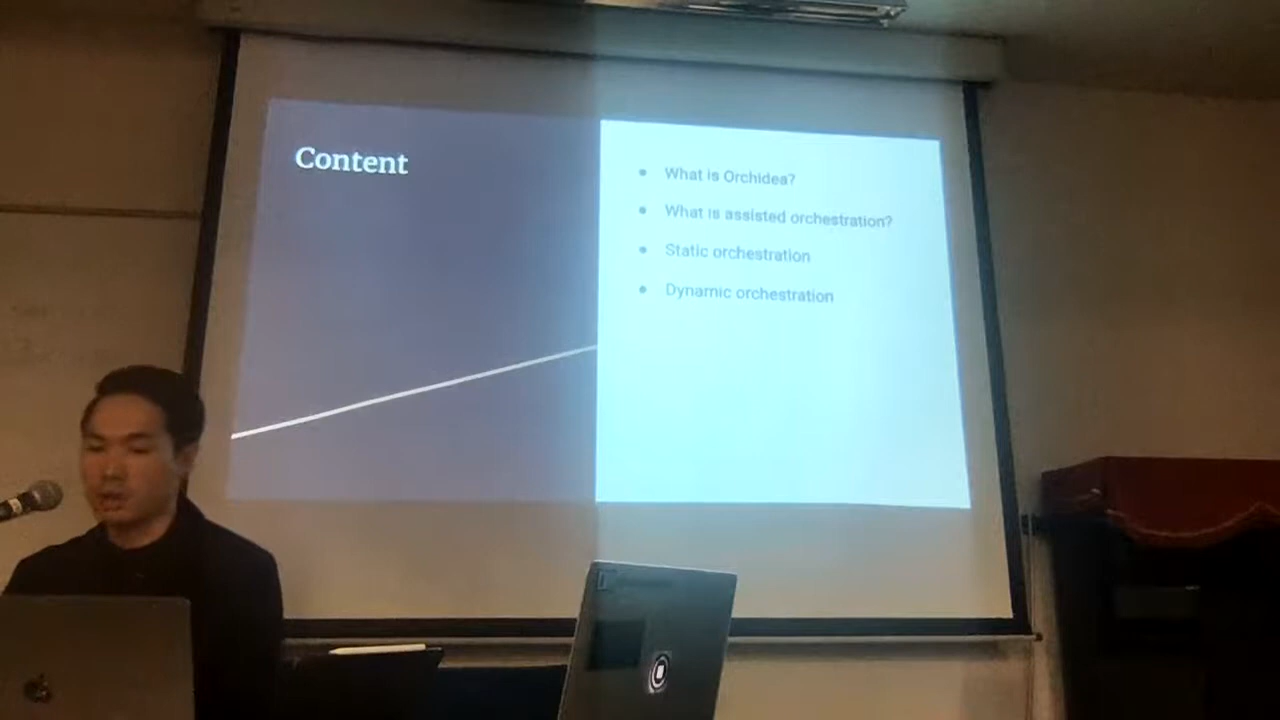 Content
What is Orchidea?
What is assisted orchestration?
Static orchestration
Dynamic orchestration